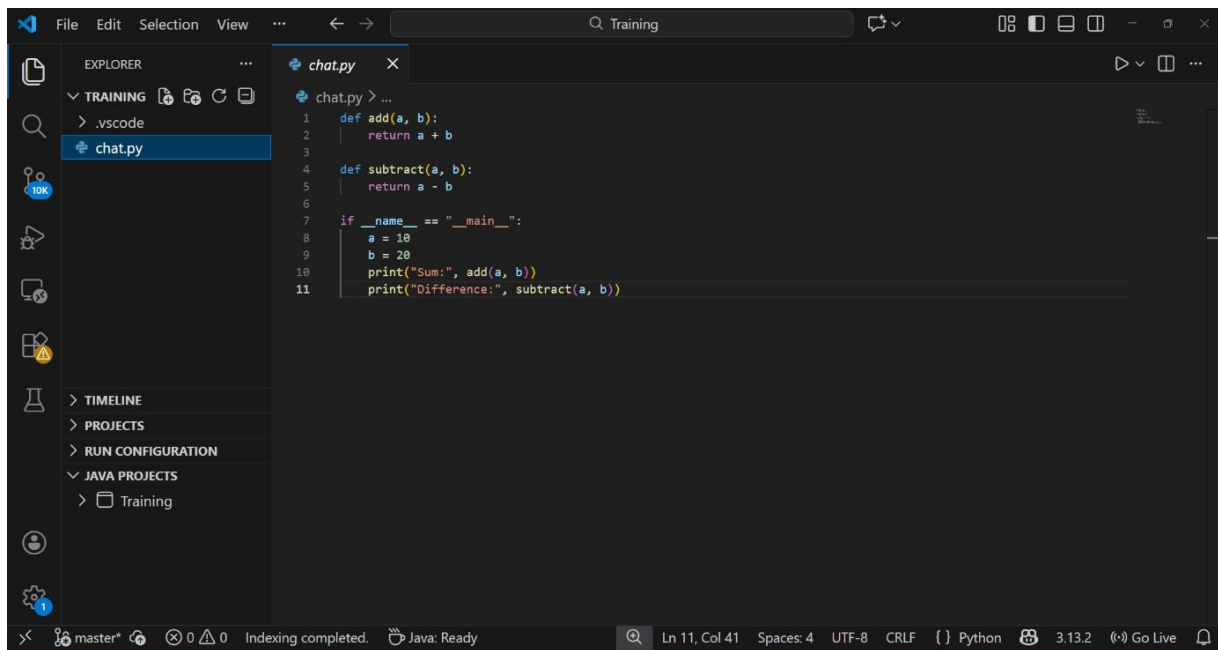 File Edit Selection View ··· Training
EXPLORER ···
TRAINING
.vscode
chat.py
10K
TIMELINE
PROJECTS
RUN CONFIGURATION
JAVA PROJECTS
Training
1
chat.py
chat.py > ...
1 def add(a, b):
2     return a + b
3
4 def subtract(a, b):
5     return a - b
6
7 if __name__ == "__main__":
8     a = 10
9     b = 20
10     print("Sum:", add(a, b))
11     print("Difference:", subtract(a, b))
master* 0 0 Indexing completed. Java: Ready Ln 11, Col 41 Spaces: 4 UTF-8 CRLF { } Python 3.13.2 Go Live